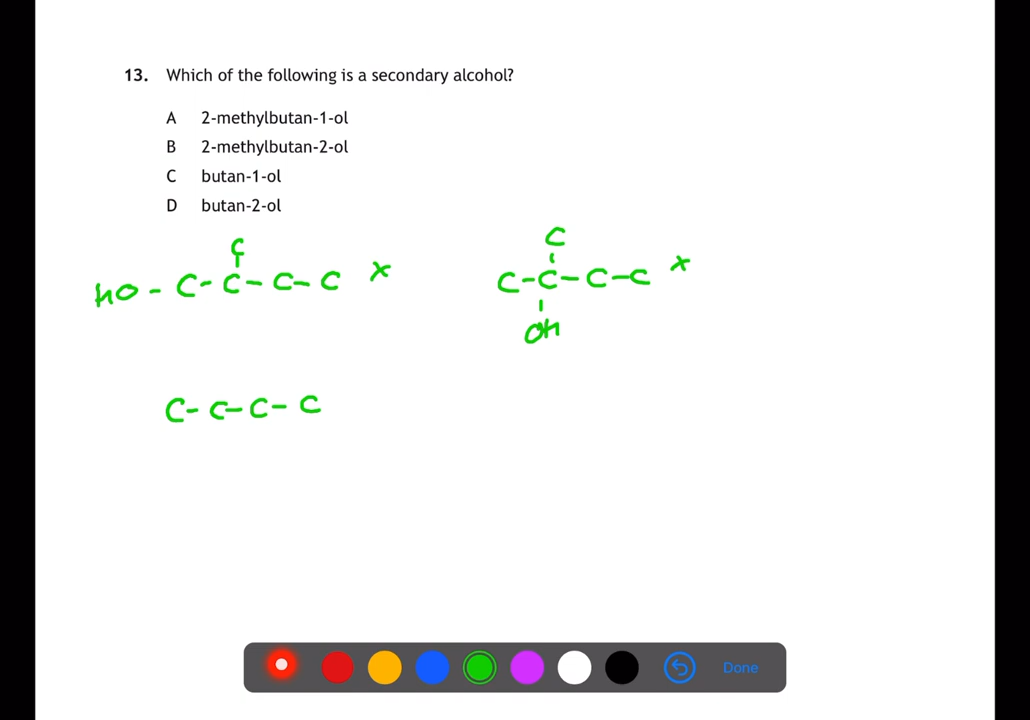 13. Which of the following is a secondary alcohol?
A 2-methylbutan-1-ol
B 2-methylbutan-2-ol
C butan-1-ol
D butan-2-ol
C
HO - C - C - C - C x
C
C - C - C - C x
OH
C - C - C - C
Done